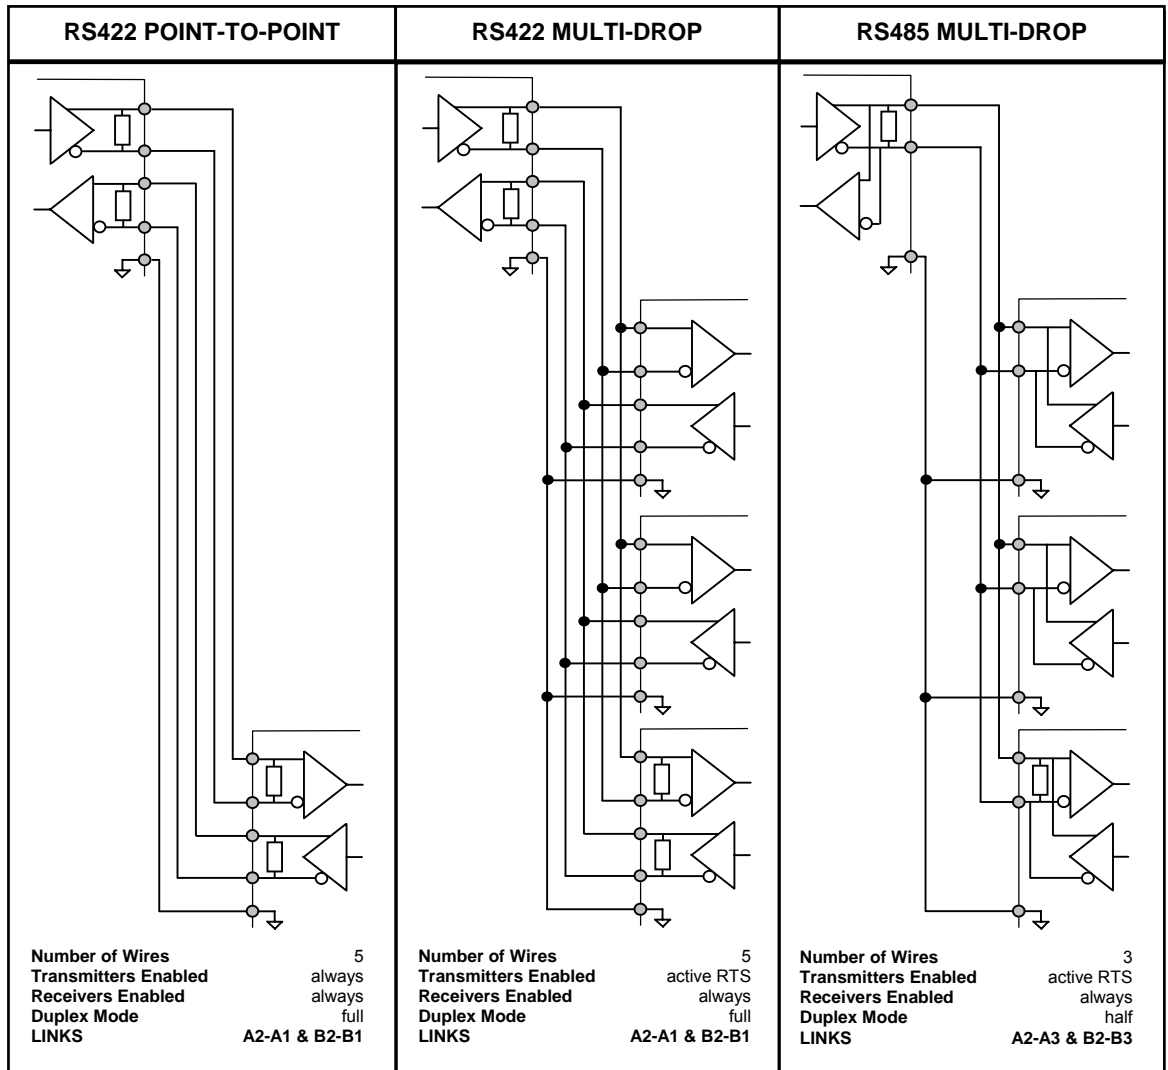 RS422 POINT-TO-POINT
RS422 MULTI-DROP
RS485 MULTI-DROP
Number of Wires 5
Transmitters Enabled always
Receivers Enabled always
Duplex Mode full
LINKS A2-A1 & B2-B1
Number of Wires 5
Transmitters Enabled active RTS
Receivers Enabled always
Duplex Mode full
LINKS A2-A1 & B2-B1
Number of Wires 3
Transmitters Enabled active RTS
Receivers Enabled always
Duplex Mode half
LINKS A2-A3 & B2-B3